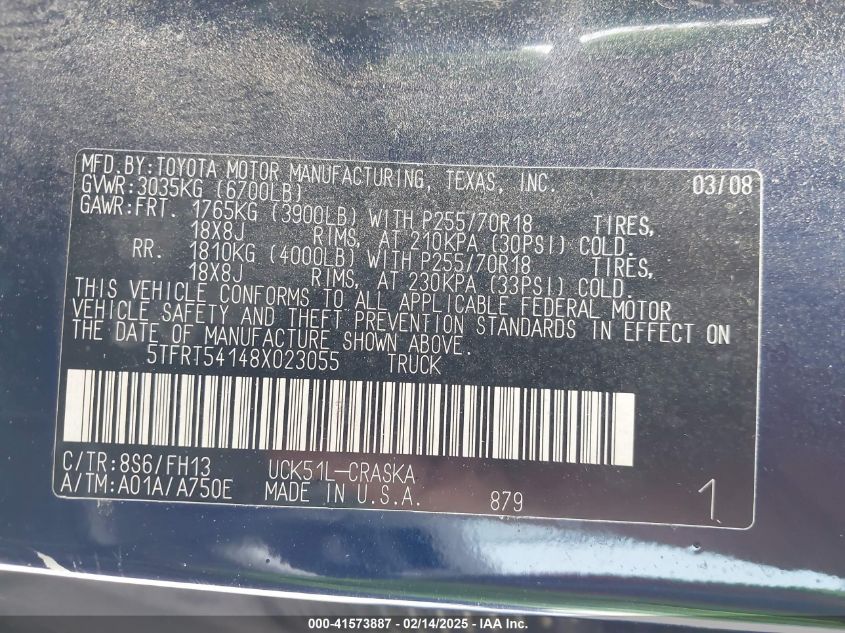 MFD.BY:TOYOTA MOTOR MANUFACTURING, TEXAS, INC. 03/08
GVWR:3035KG (6700LB)
GAWR:FRT. 1765KG (3900LB) WITH P255/70R18 TIRES,
18X8J RIMS, AT 210KPA (30PSI) COLD.
RR. 1810KG (4000LB) WITH P255/70R18 TIRES,
18X8J RIMS, AT 230KPA (33PSI) COLD.
THIS VEHICLE CONFORMS TO ALL APPLICABLE FEDERAL MOTOR
VEHICLE SAFETY AND THEFT PREVENTION STANDARDS IN EFFECT ON
THE DATE OF MANUFACTURE SHOWN ABOVE.
5TFRT54148X023055 TRUCK
C/TR:8S6/FH13 UCK51L-CRASKA
A/TM:A01A/A750E MADE IN U.S.A. 879 1
000-41573887 - 02/14/2025 - IAA Inc.